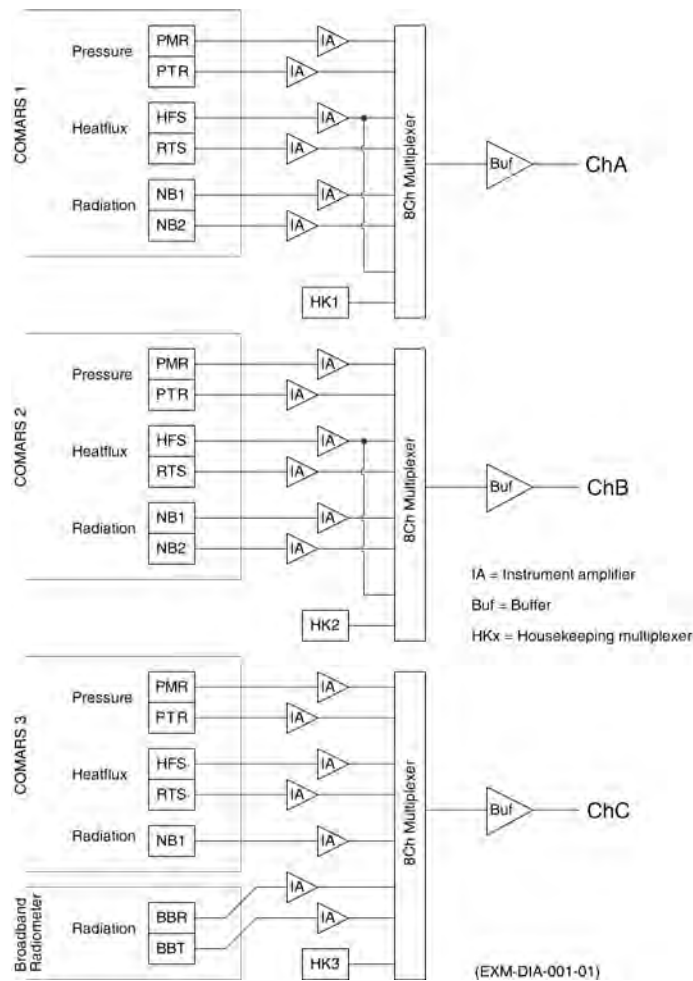 COMARS 1
Pressure
PMR
IA
PTR
IA
Heatflux
HFS
IA
RTS
IA
Radiation
NB1
IA
NB2
IA
HK1
8Ch Multiplexer
Buf
ChA
COMARS 2
Pressure
PMR
IA
PTR
IA
Heatflux
HFS
IA
RTS
IA
Radiation
NB1
IA
NB2
IA
HK2
8Ch Multiplexer
Buf
ChB
IA = Instrument amplifier
Buf = Buffer
HKx = Housekeeping multiplexer
COMARS 3
Pressure
PMR
IA
PTR
IA
Heatflux
HFS
IA
RTS
IA
Radiation
NB1
IA
Broadband
Radiometer
Radiation
BBR
IA
BBT
IA
HK3
8Ch Multiplexer
Buf
ChC
(EXM-DIA-001-01)